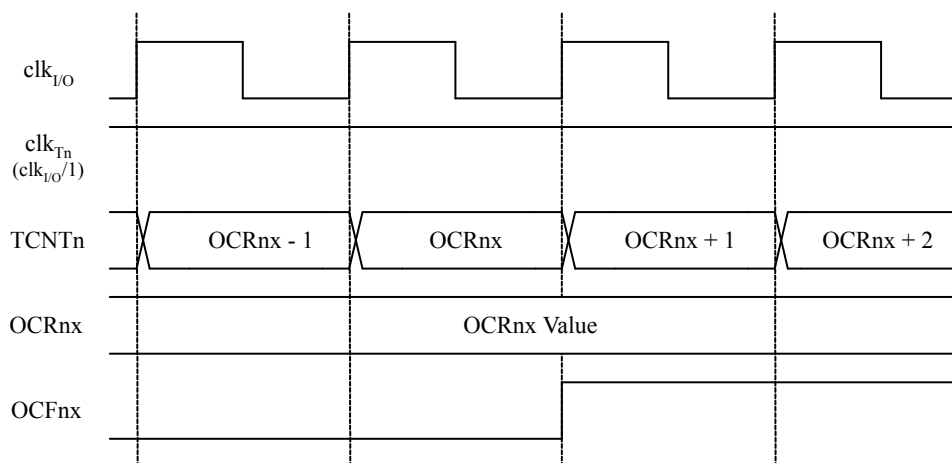 clkI/O
clkTn
(clkI/O/1)
TCNTn
OCRnx - 1
OCRnx
OCRnx + 1
OCRnx + 2
OCRnx
OCRnx Value
OCFnx